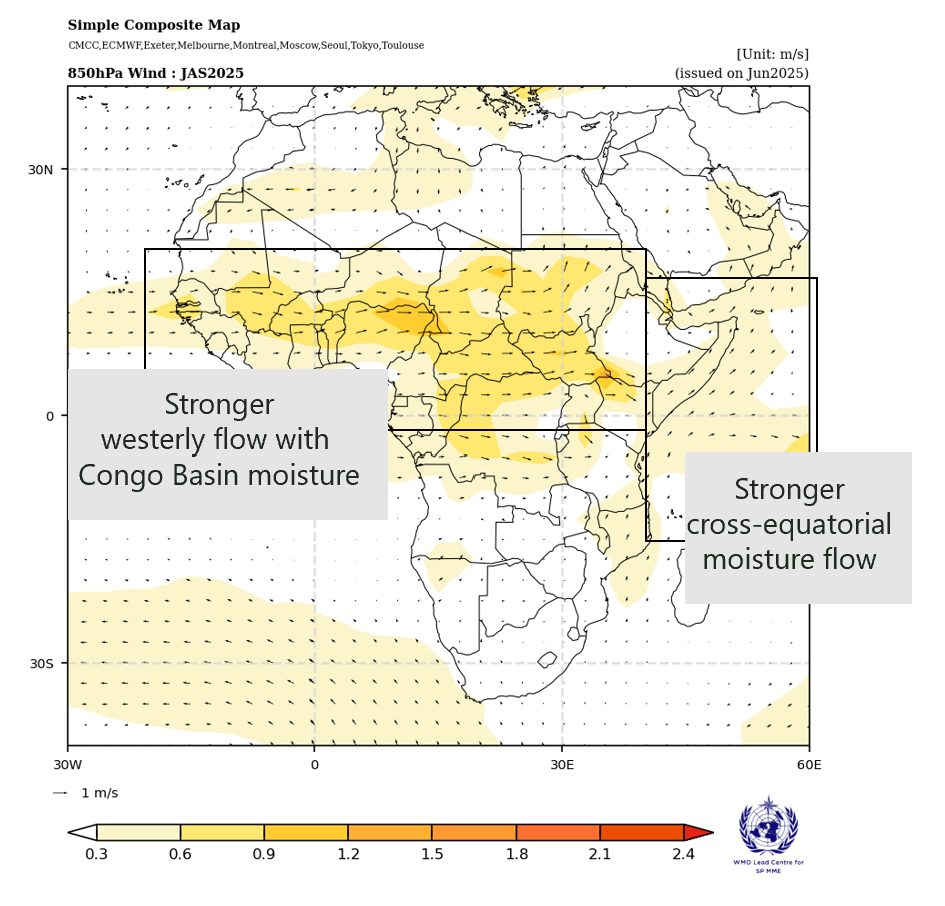 Simple Composite Map
CMCC,ECMWF,Exeter,Melbourne,Montreal,Moscow,Seoul,Tokyo,Toulouse
[Unit: m/s]
850hPa Wind : JAS2025
(issued on Jun2025)
30N
0
30S
Stronger
westerly flow with
Congo Basin moisture
Stronger
cross-equatorial
moisture flow
30W
0
30E
60E
1 m/s
0.3
0.6
0.9
1.2
1.5
1.8
2.1
2.4
WMO Lead Centre for
SP MME